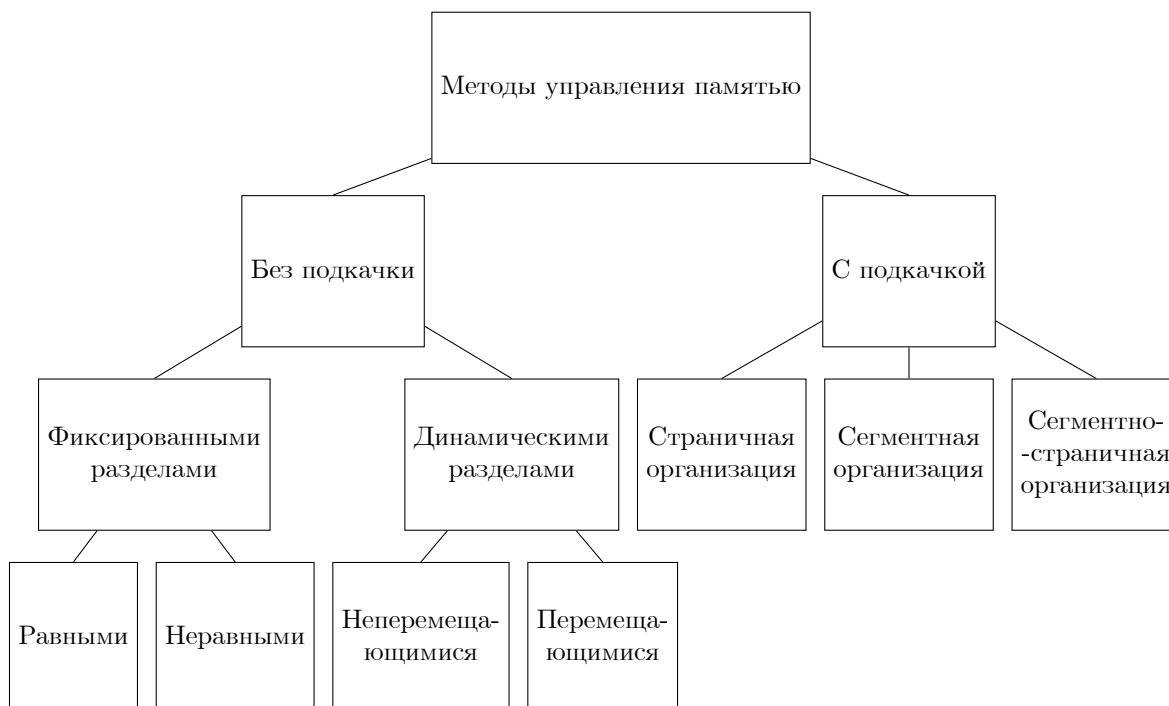 Методы управления памятью
Без подкачки
С подкачкой
Фиксированными
разделами
Динамическими
разделами
Страничная
организация
Сегментная
организация
Сегментно-
-страничная
организация
Равными
Неравными
Неперемеща-
ющимися
Перемеща-
ющимися